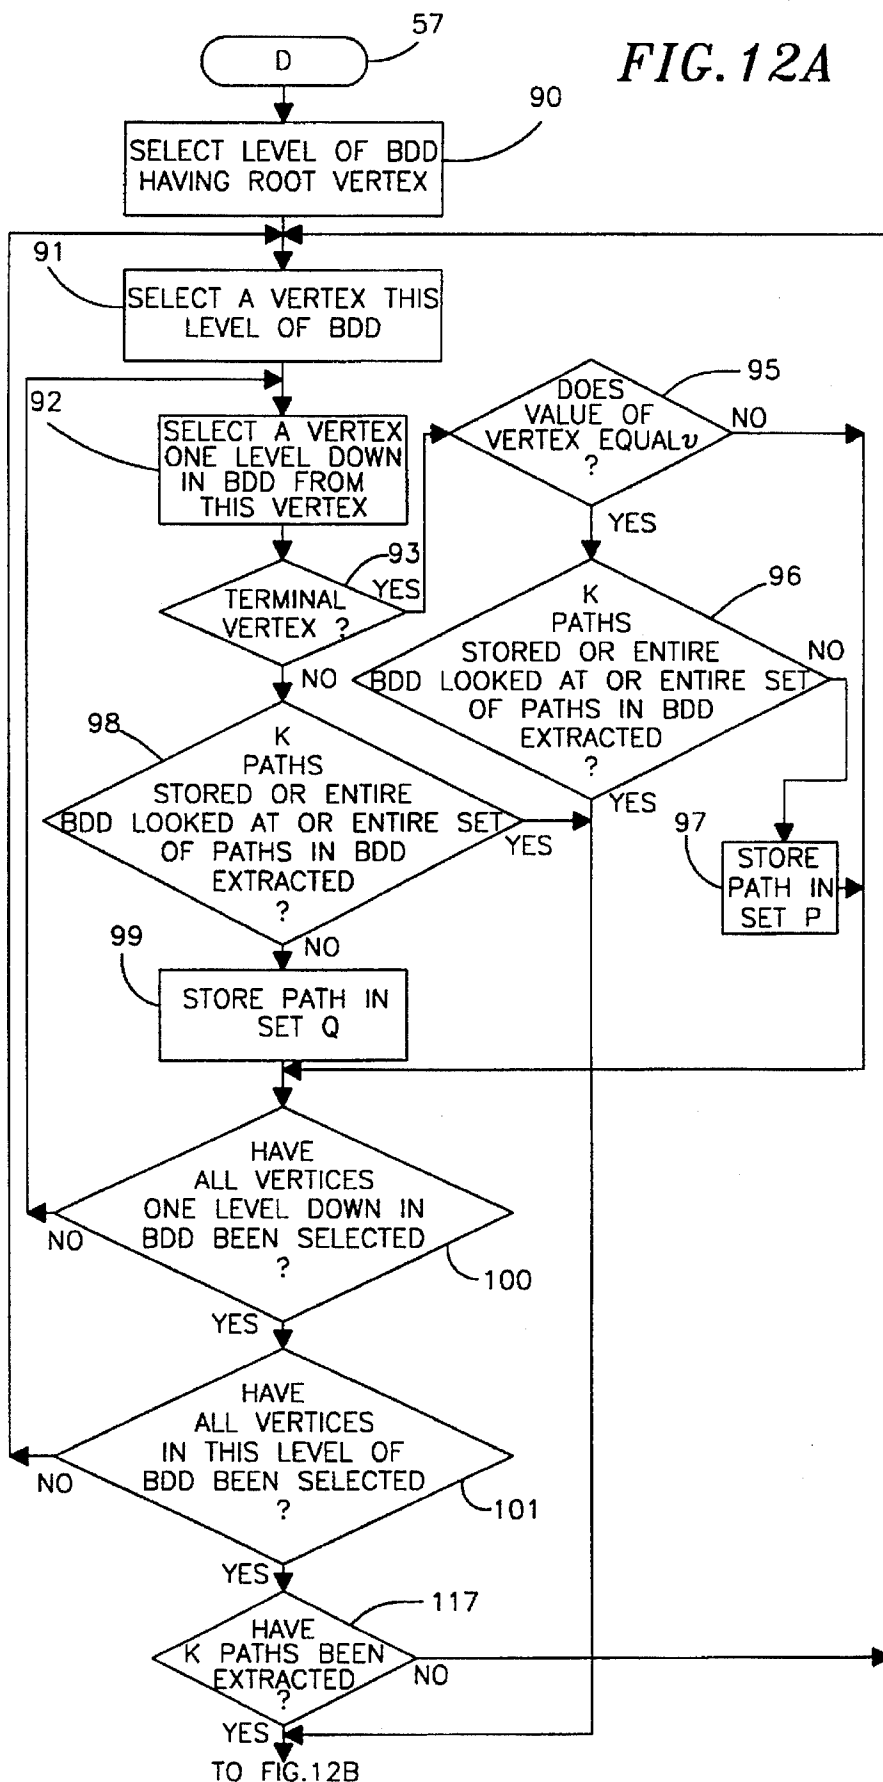 FIG.12A
57
D
90
SELECT LEVEL OF BDD
HAVING ROOT VERTEX
91
SELECT A VERTEX THIS
LEVEL OF BDD
92
SELECT A VERTEX
ONE LEVEL DOWN
IN BDD FROM
THIS VERTEX
93
TERMINAL
VERTEX ?
YES
NO
95
DOES
VALUE OF
VERTEX EQUAL υ
?
NO
YES
96
K
PATHS
STORED OR ENTIRE
BDD LOOKED AT OR ENTIRE SET
OF PATHS IN BDD
EXTRACTED
?
NO
YES
97
STORE
PATH IN
SET P
98
K
PATHS
STORED OR ENTIRE
BDD LOOKED AT OR ENTIRE SET
OF PATHS IN BDD
EXTRACTED
?
YES
NO
99
STORE PATH IN
SET Q
HAVE
ALL VERTICES
ONE LEVEL DOWN IN
BDD BEEN SELECTED
?
NO
100
YES
HAVE
ALL VERTICES
IN THIS LEVEL OF
BDD BEEN SELECTED
?
NO
101
YES
117
HAVE
K PATHS BEEN
EXTRACTED
?
NO
YES
TO FIG.12B